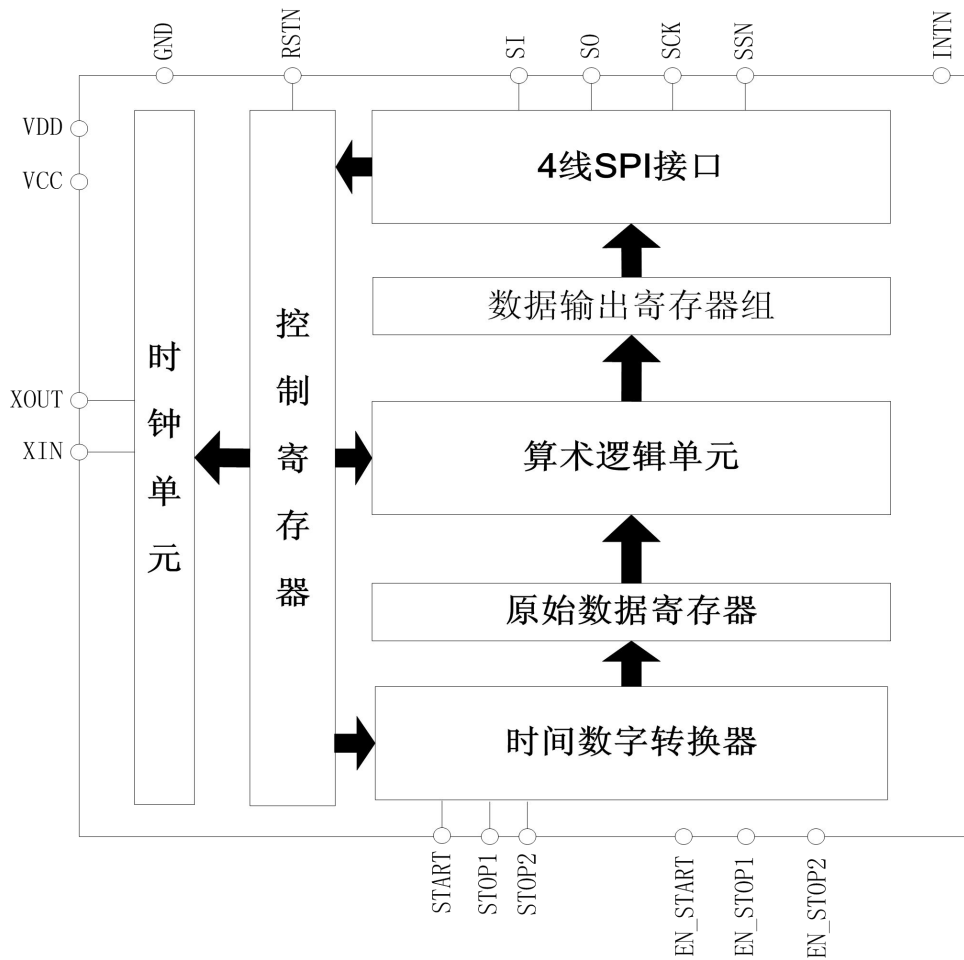 GND
RSTN
SI
SO
SCK
SSN
INTN
VDD
VCC
XOUT
XIN
时钟单元
控制寄存器
4线SPI接口
数据输出寄存器组
算术逻辑单元
原始数据寄存器
时间数字转换器
START
STOP1
STOP2
EN_START
EN_STOP1
EN_STOP2